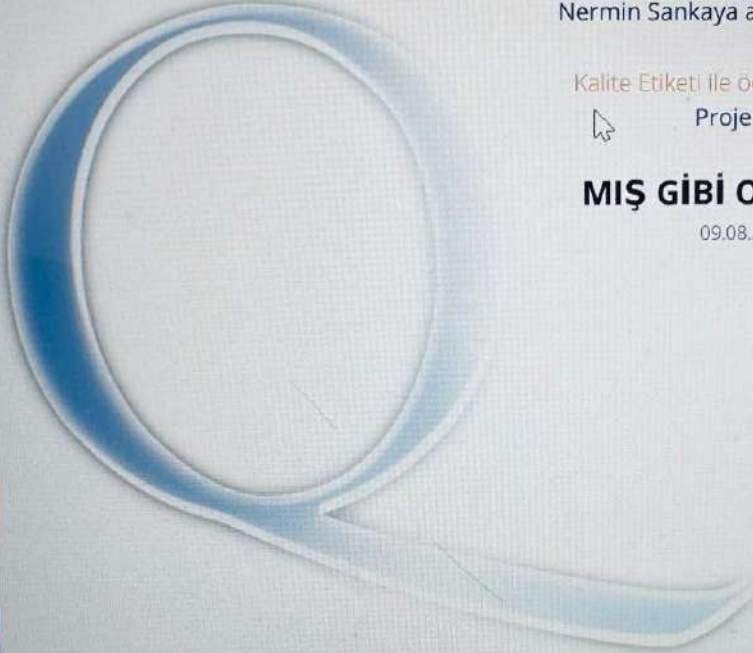 Nermin Sankaya a
Kalite Etiketi ile ö
Proje
MIŞ GİBİ O
09.08.
Q